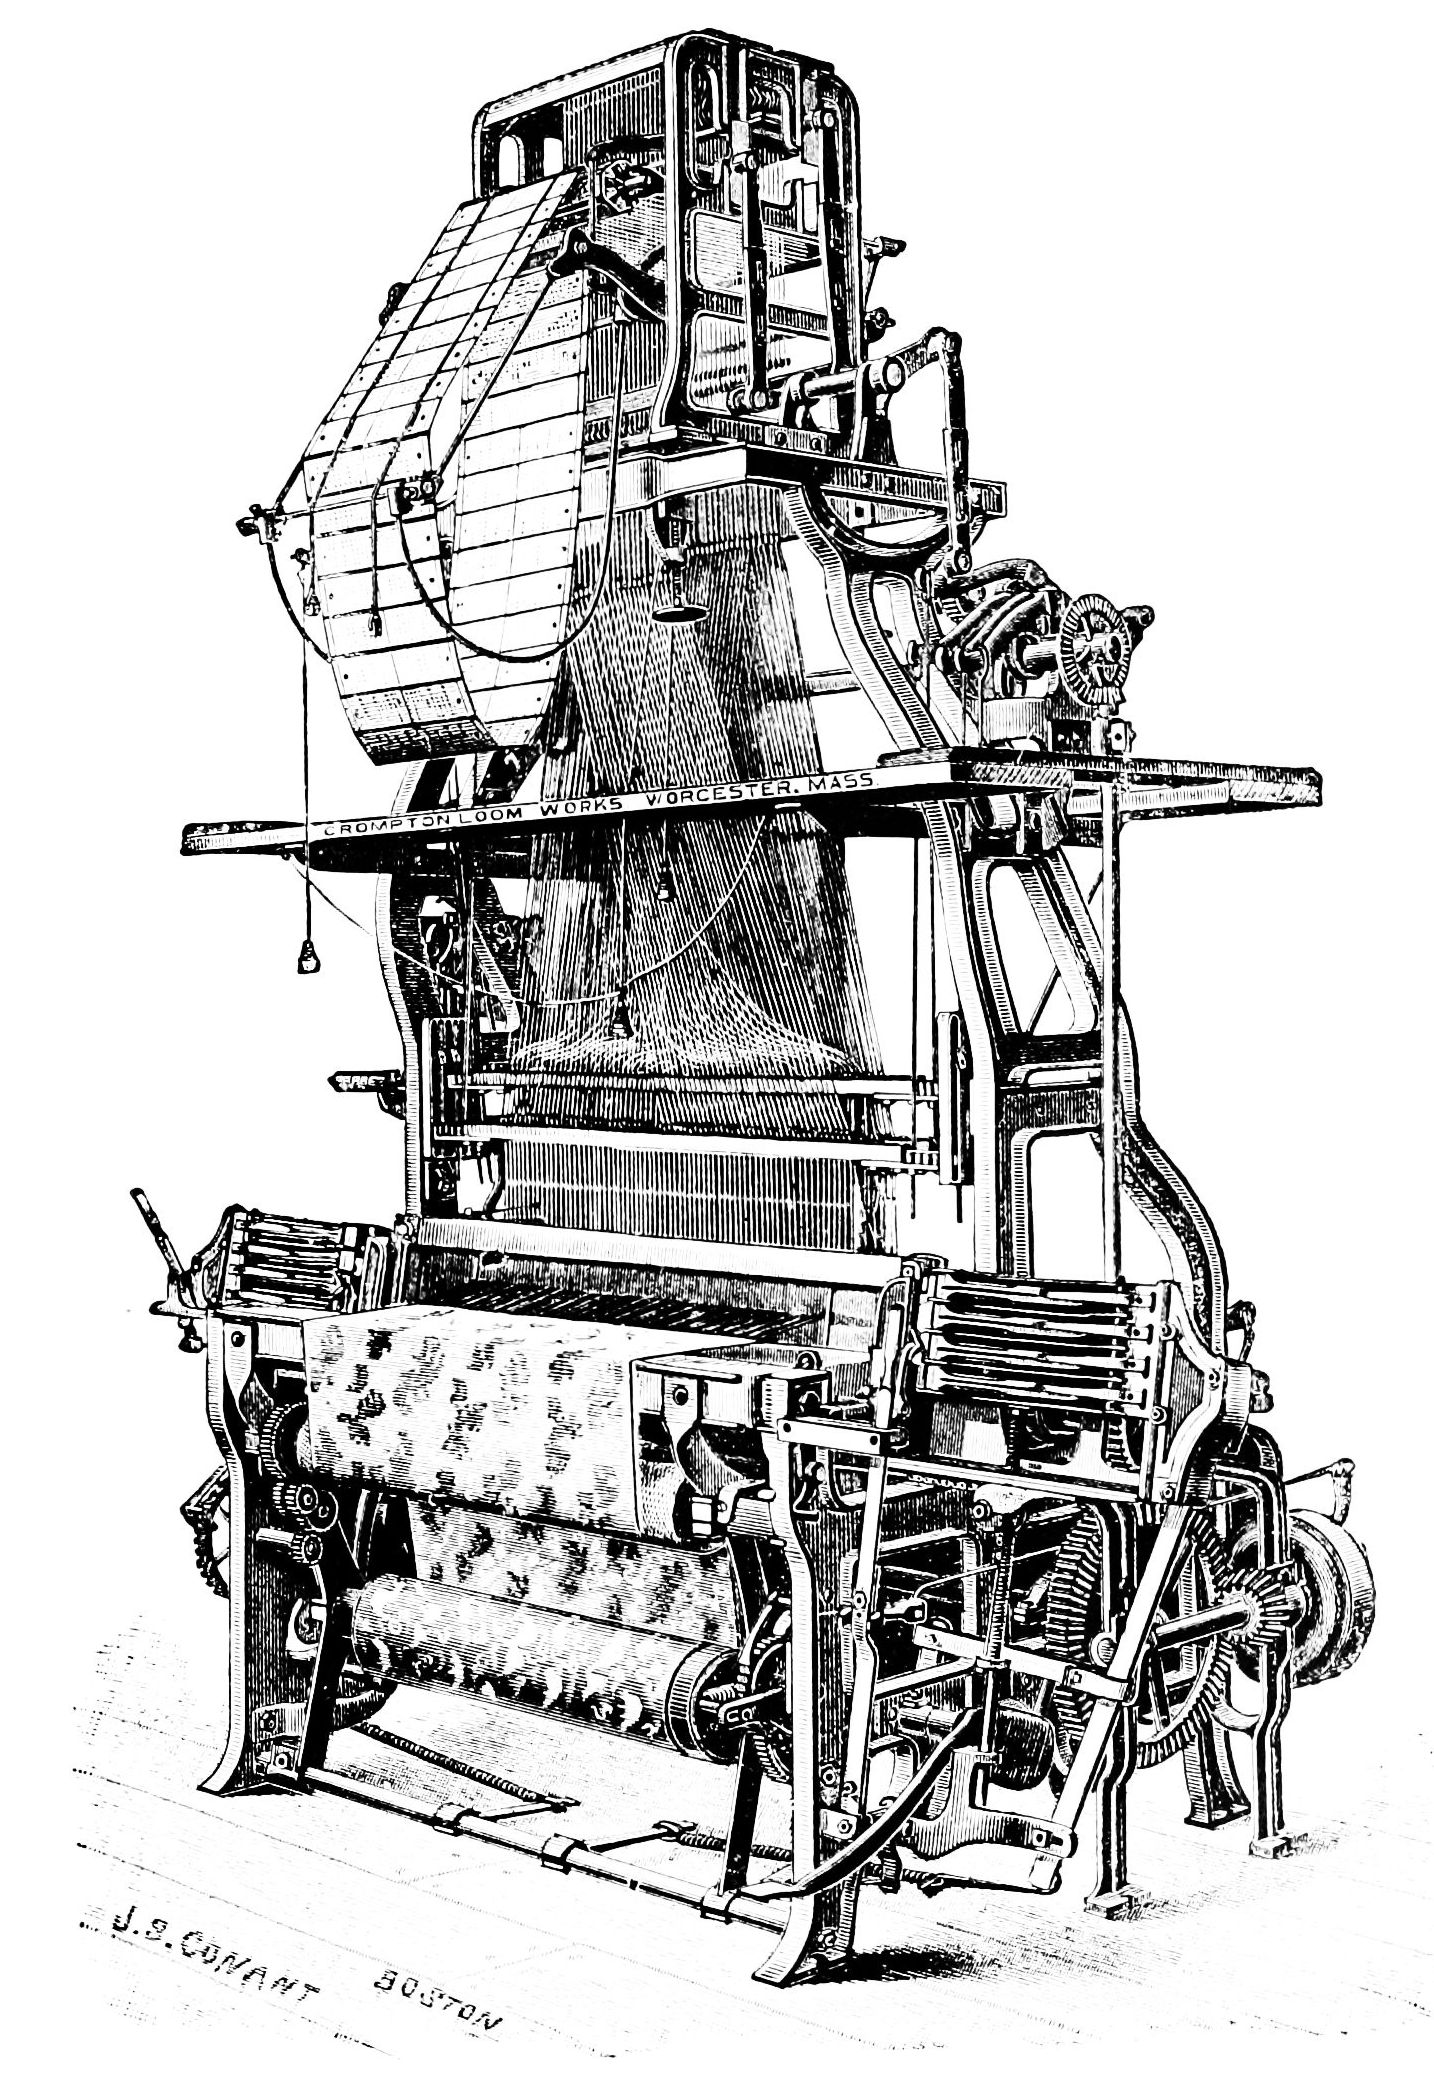 CROMPTON LOOM WORKS WORCESTER. MASS.
J. S. CONANT BOSTON